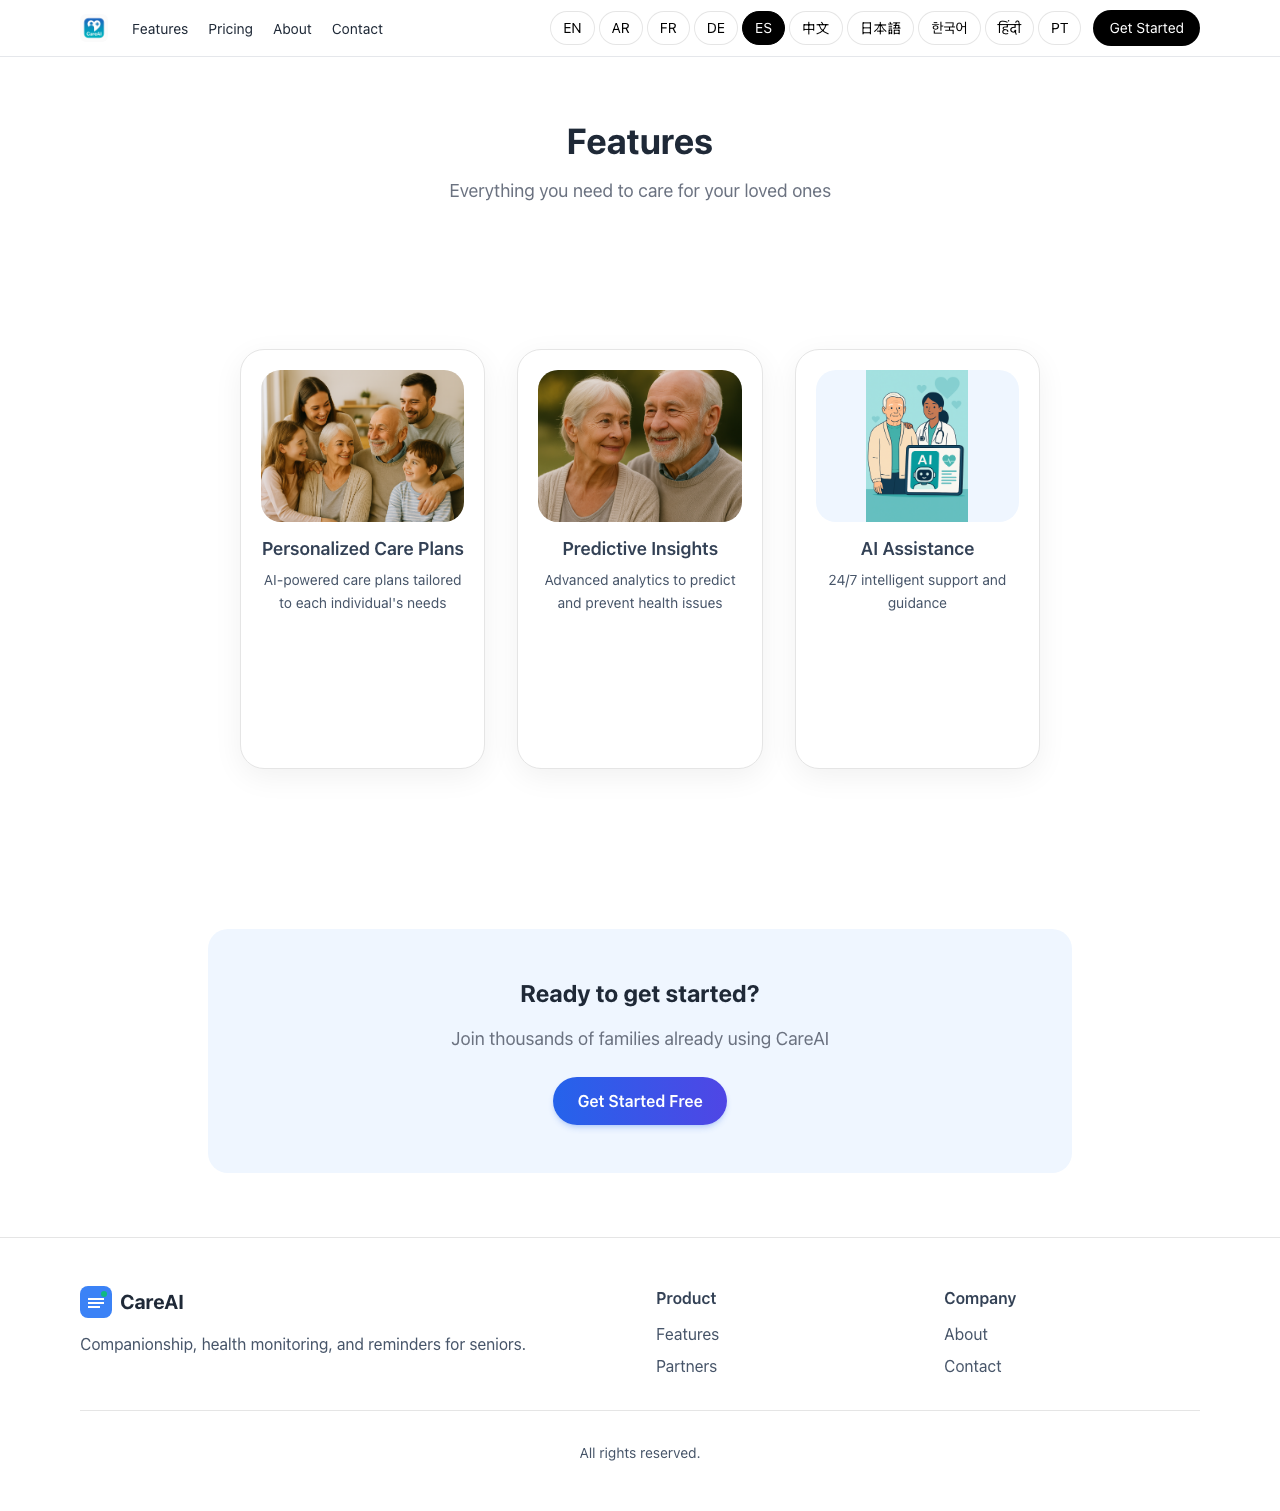 CareAI
Features
Pricing
About
Contact
EN
AR
FR
DE
ES
中文
日本語
한국어
हिंदी
PT
Get Started
Features
Everything you need to care for your loved ones
AI
Personalized Care Plans
AI-powered care plans tailored
to each individual's needs
Predictive Insights
Advanced analytics to predict
and prevent health issues
AI Assistance
24/7 intelligent support and
guidance
Ready to get started?
Join thousands of families already using CareAI
Get Started Free
CareAI
Companionship, health monitoring, and reminders for seniors.
Product
Features
Partners
Company
About
Contact
All rights reserved.